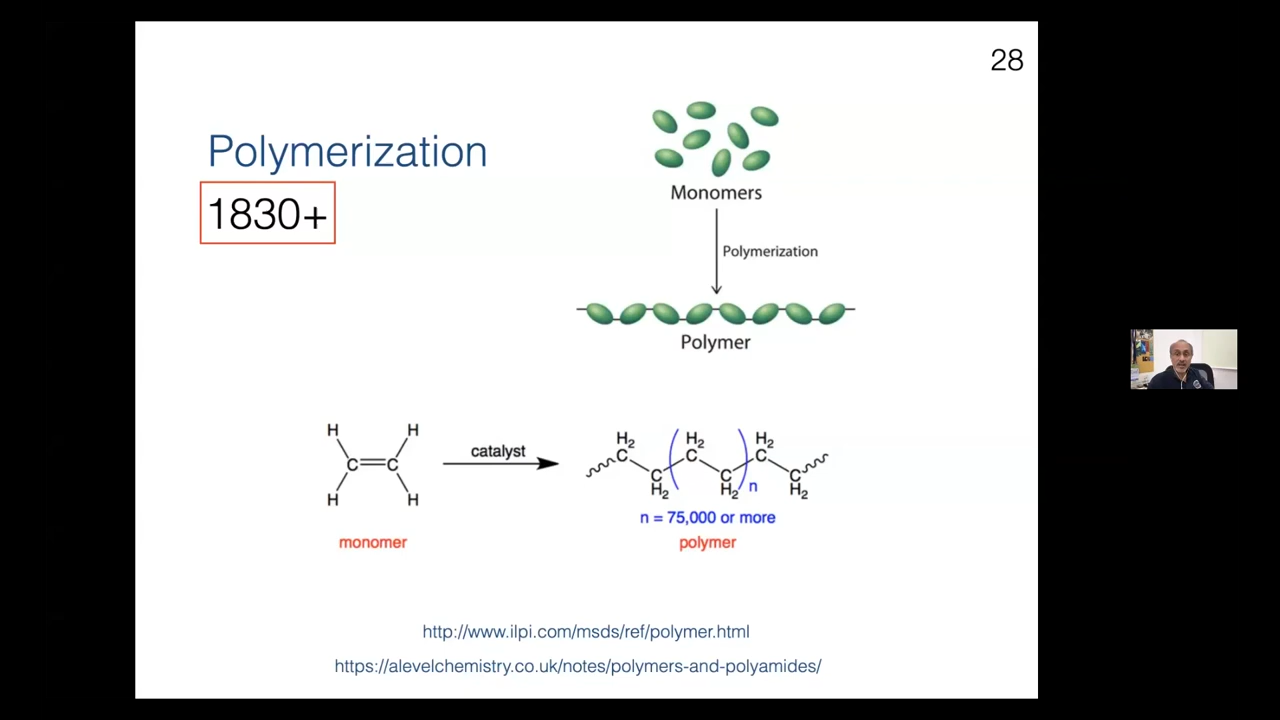 28
Polymerization
1830+
Monomers
Polymerization
Polymer
H H
C C
H H
catalyst
H2 H2 H2
C C C
C C C
H2 H2 n H2
n = 75,000 or more
monomer
polymer
http://www.ilpi.com/msds/ref/polymer.html
https://alevelchemistry.co.uk/notes/polymers-and-polyamides/